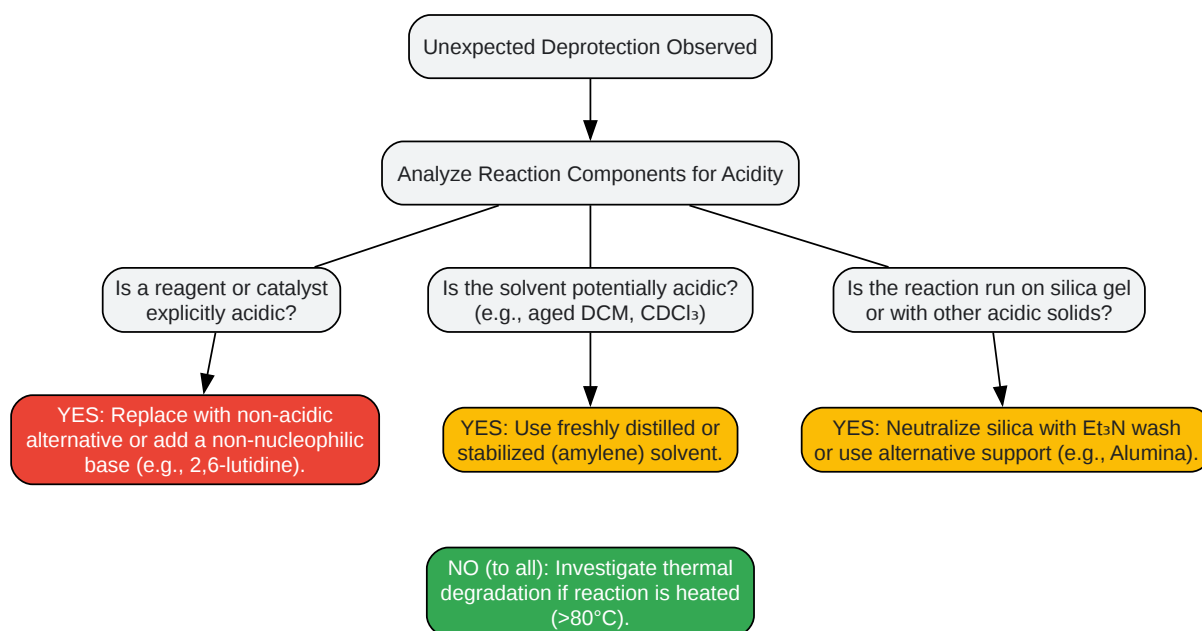 Unexpected Deprotection Observed
Analyze Reaction Components for Acidity
Is a reagent or catalyst
explicitly acidic?
Is the solvent potentially acidic?
(e.g., aged DCM, CDCl₃)
Is the reaction run on silica gel
or with other acidic solids?
YES: Replace with non-acidic
alternative or add a non-nucleophilic
base (e.g., 2,6-lutidine).
YES: Use freshly distilled or
stabilized (amylene) solvent.
YES: Neutralize silica with Et₃N wash
or use alternative support (e.g., Alumina).
NO (to all): Investigate thermal
degradation if reaction is heated
(>80°C).